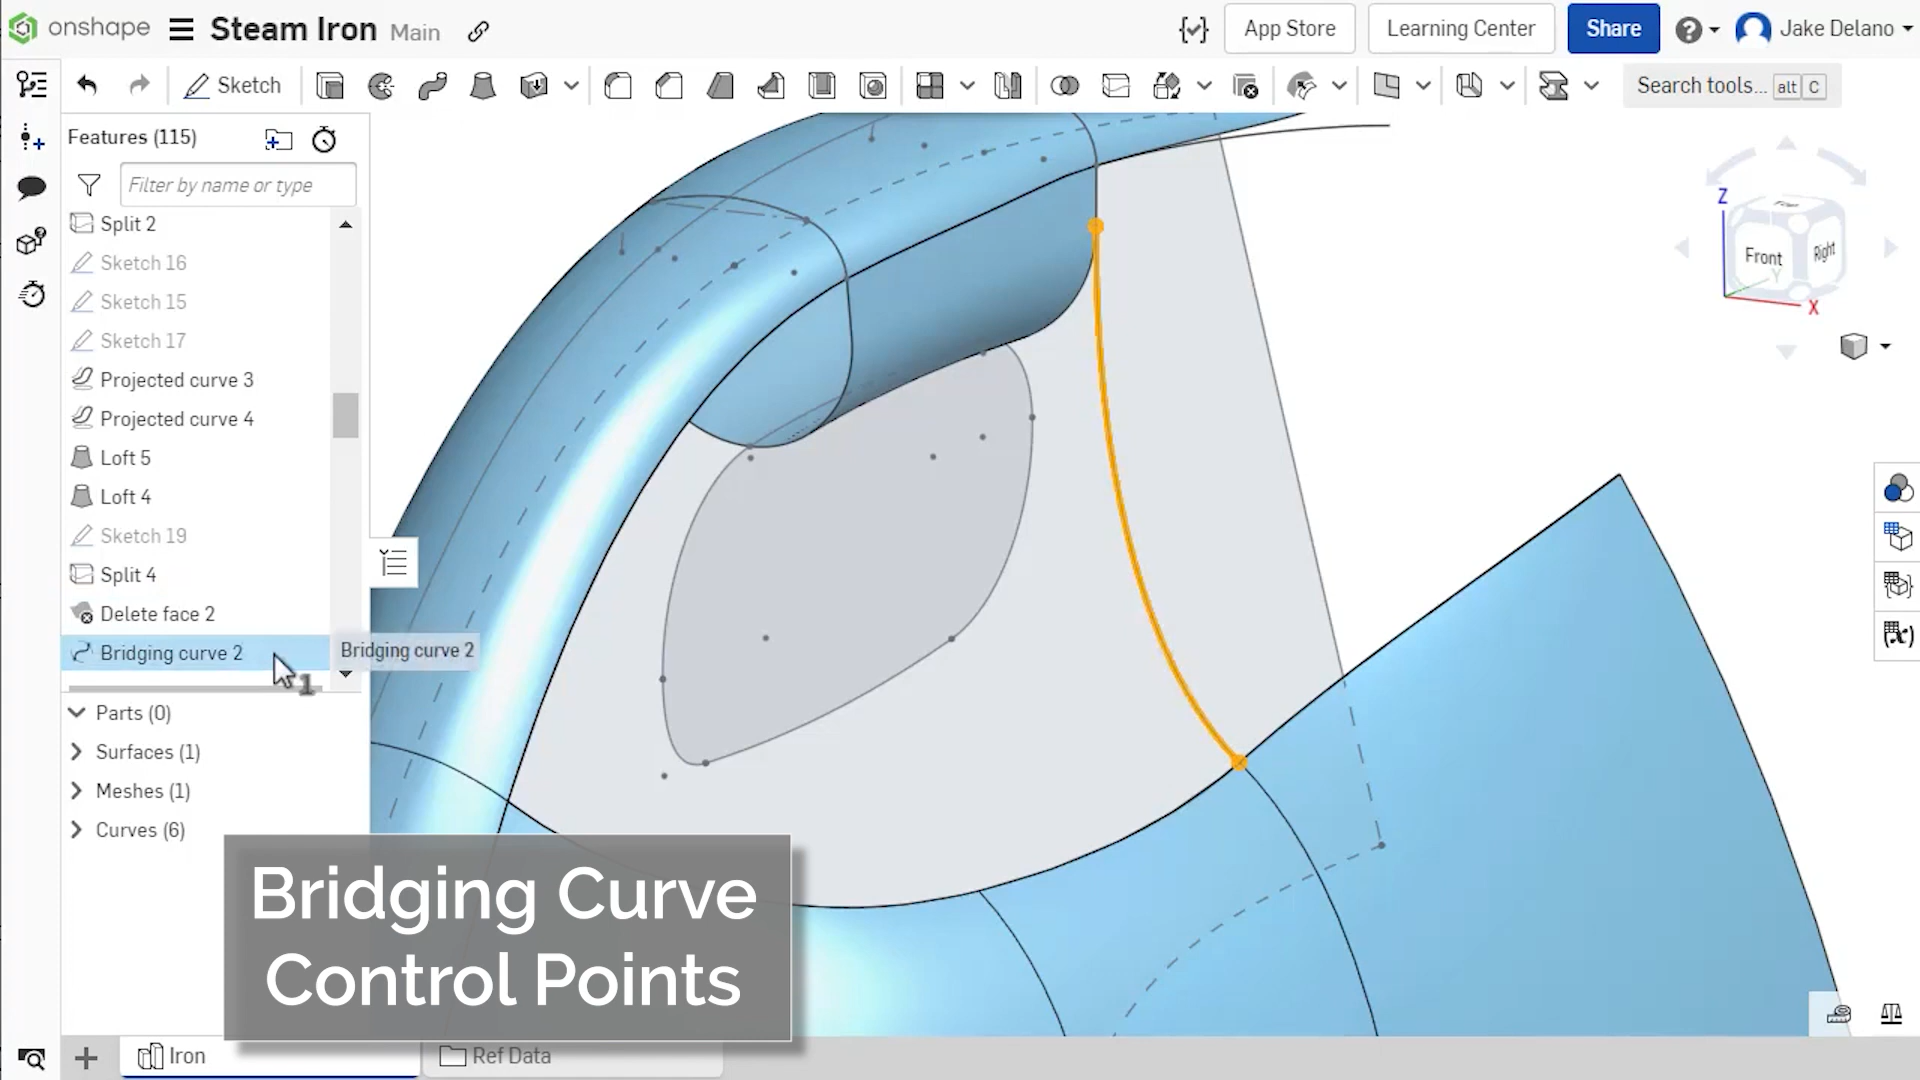 onshape
Steam Iron Main
App Store
Learning Center
Share
Jake Delano
Sketch
Search tools... alt C
Features (115)
Filter by name or type
Split 2
Sketch 16
Sketch 15
Sketch 17
Projected curve 3
Projected curve 4
Loft 5
Loft 4
Sketch 19
Split 4
Delete face 2
Bridging curve 2
Bridging curve 2
1
Parts (0)
Surfaces (1)
Meshes (1)
Curves (6)
Z
Top
Front
Right
Y
X
Bridging Curve
Control Points
Iron
Ref Data